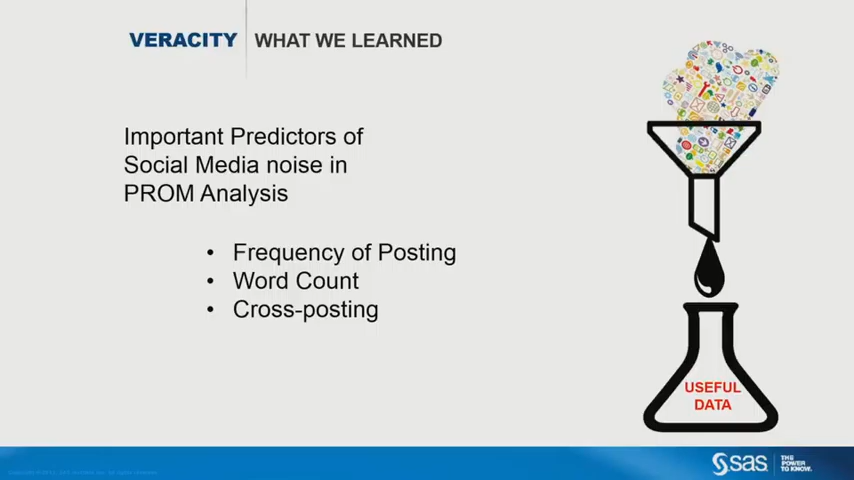 VERACITY
WHAT WE LEARNED
Important Predictors of
Social Media noise in
PROM Analysis
• Frequency of Posting
• Word Count
• Cross-posting
USEFUL
DATA
sas
THE
POWER
TO KNOW.